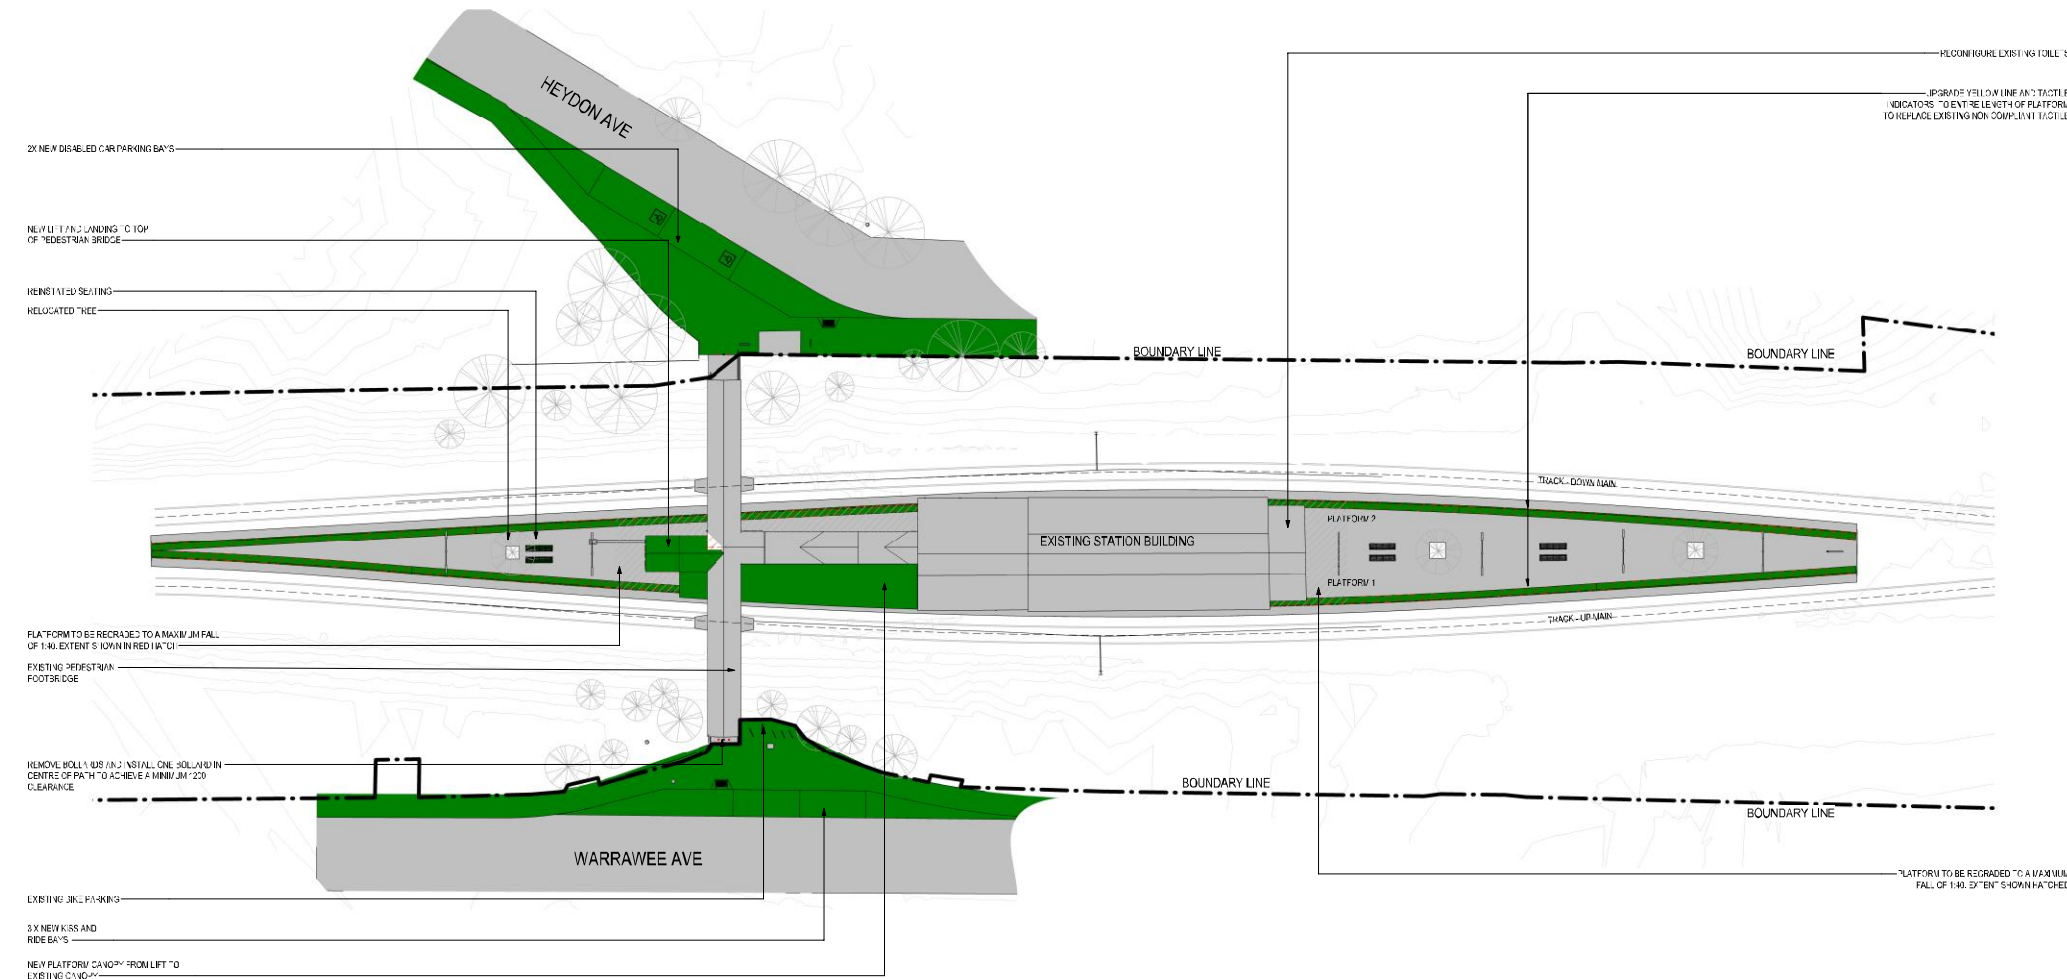 HEYDON AVE
RECONFIGURE EXISTING TOILETS
UPGRADE YELLOW LINE AND TACTILE
INDICATORS TO ENTIRE LENGTH OF PLATFORM
TO REPLACE EXISTING NON COMPLIANT TACTILE
2X NEW DISABLED CAR PARKING BAYS
NEW LIFT AND LANDING TO TOP
OF PEDESTRIAN BRIDGE
REINSTATED SEATING
RELOCATED TREE
BOUNDARY LINE
BOUNDARY LINE
TRACK - DOWN MAIN
PLATFORM 2
EXISTING STATION BUILDING
PLATFORM 1
TRACK - UP MAIN
PLATFORM TO BE REGRADED TO A MAXIMUM FALL
OF 1:40. EXTENT SHOWN IN RED HATCH
EXISTING PEDESTRIAN
FOOTBRIDGE
REMOVE BOLLARDS AND INSTALL ONE BOLLARD IN
CENTRE OF PATH TO ACHIEVE A MINIMUM 1200
CLEARANCE
BOUNDARY LINE
BOUNDARY LINE
WARRAWEE AVE
PLATFORM TO BE REGRADED TO A MAXIMUM
FALL OF 1:40. EXTENT SHOWN HATCHED
EXISTING BIKE PARKING
3 X NEW KISS AND
RIDE BAYS
NEW PLATFORM CANOPY FROM LIFT TO
EXISTING CANOPY